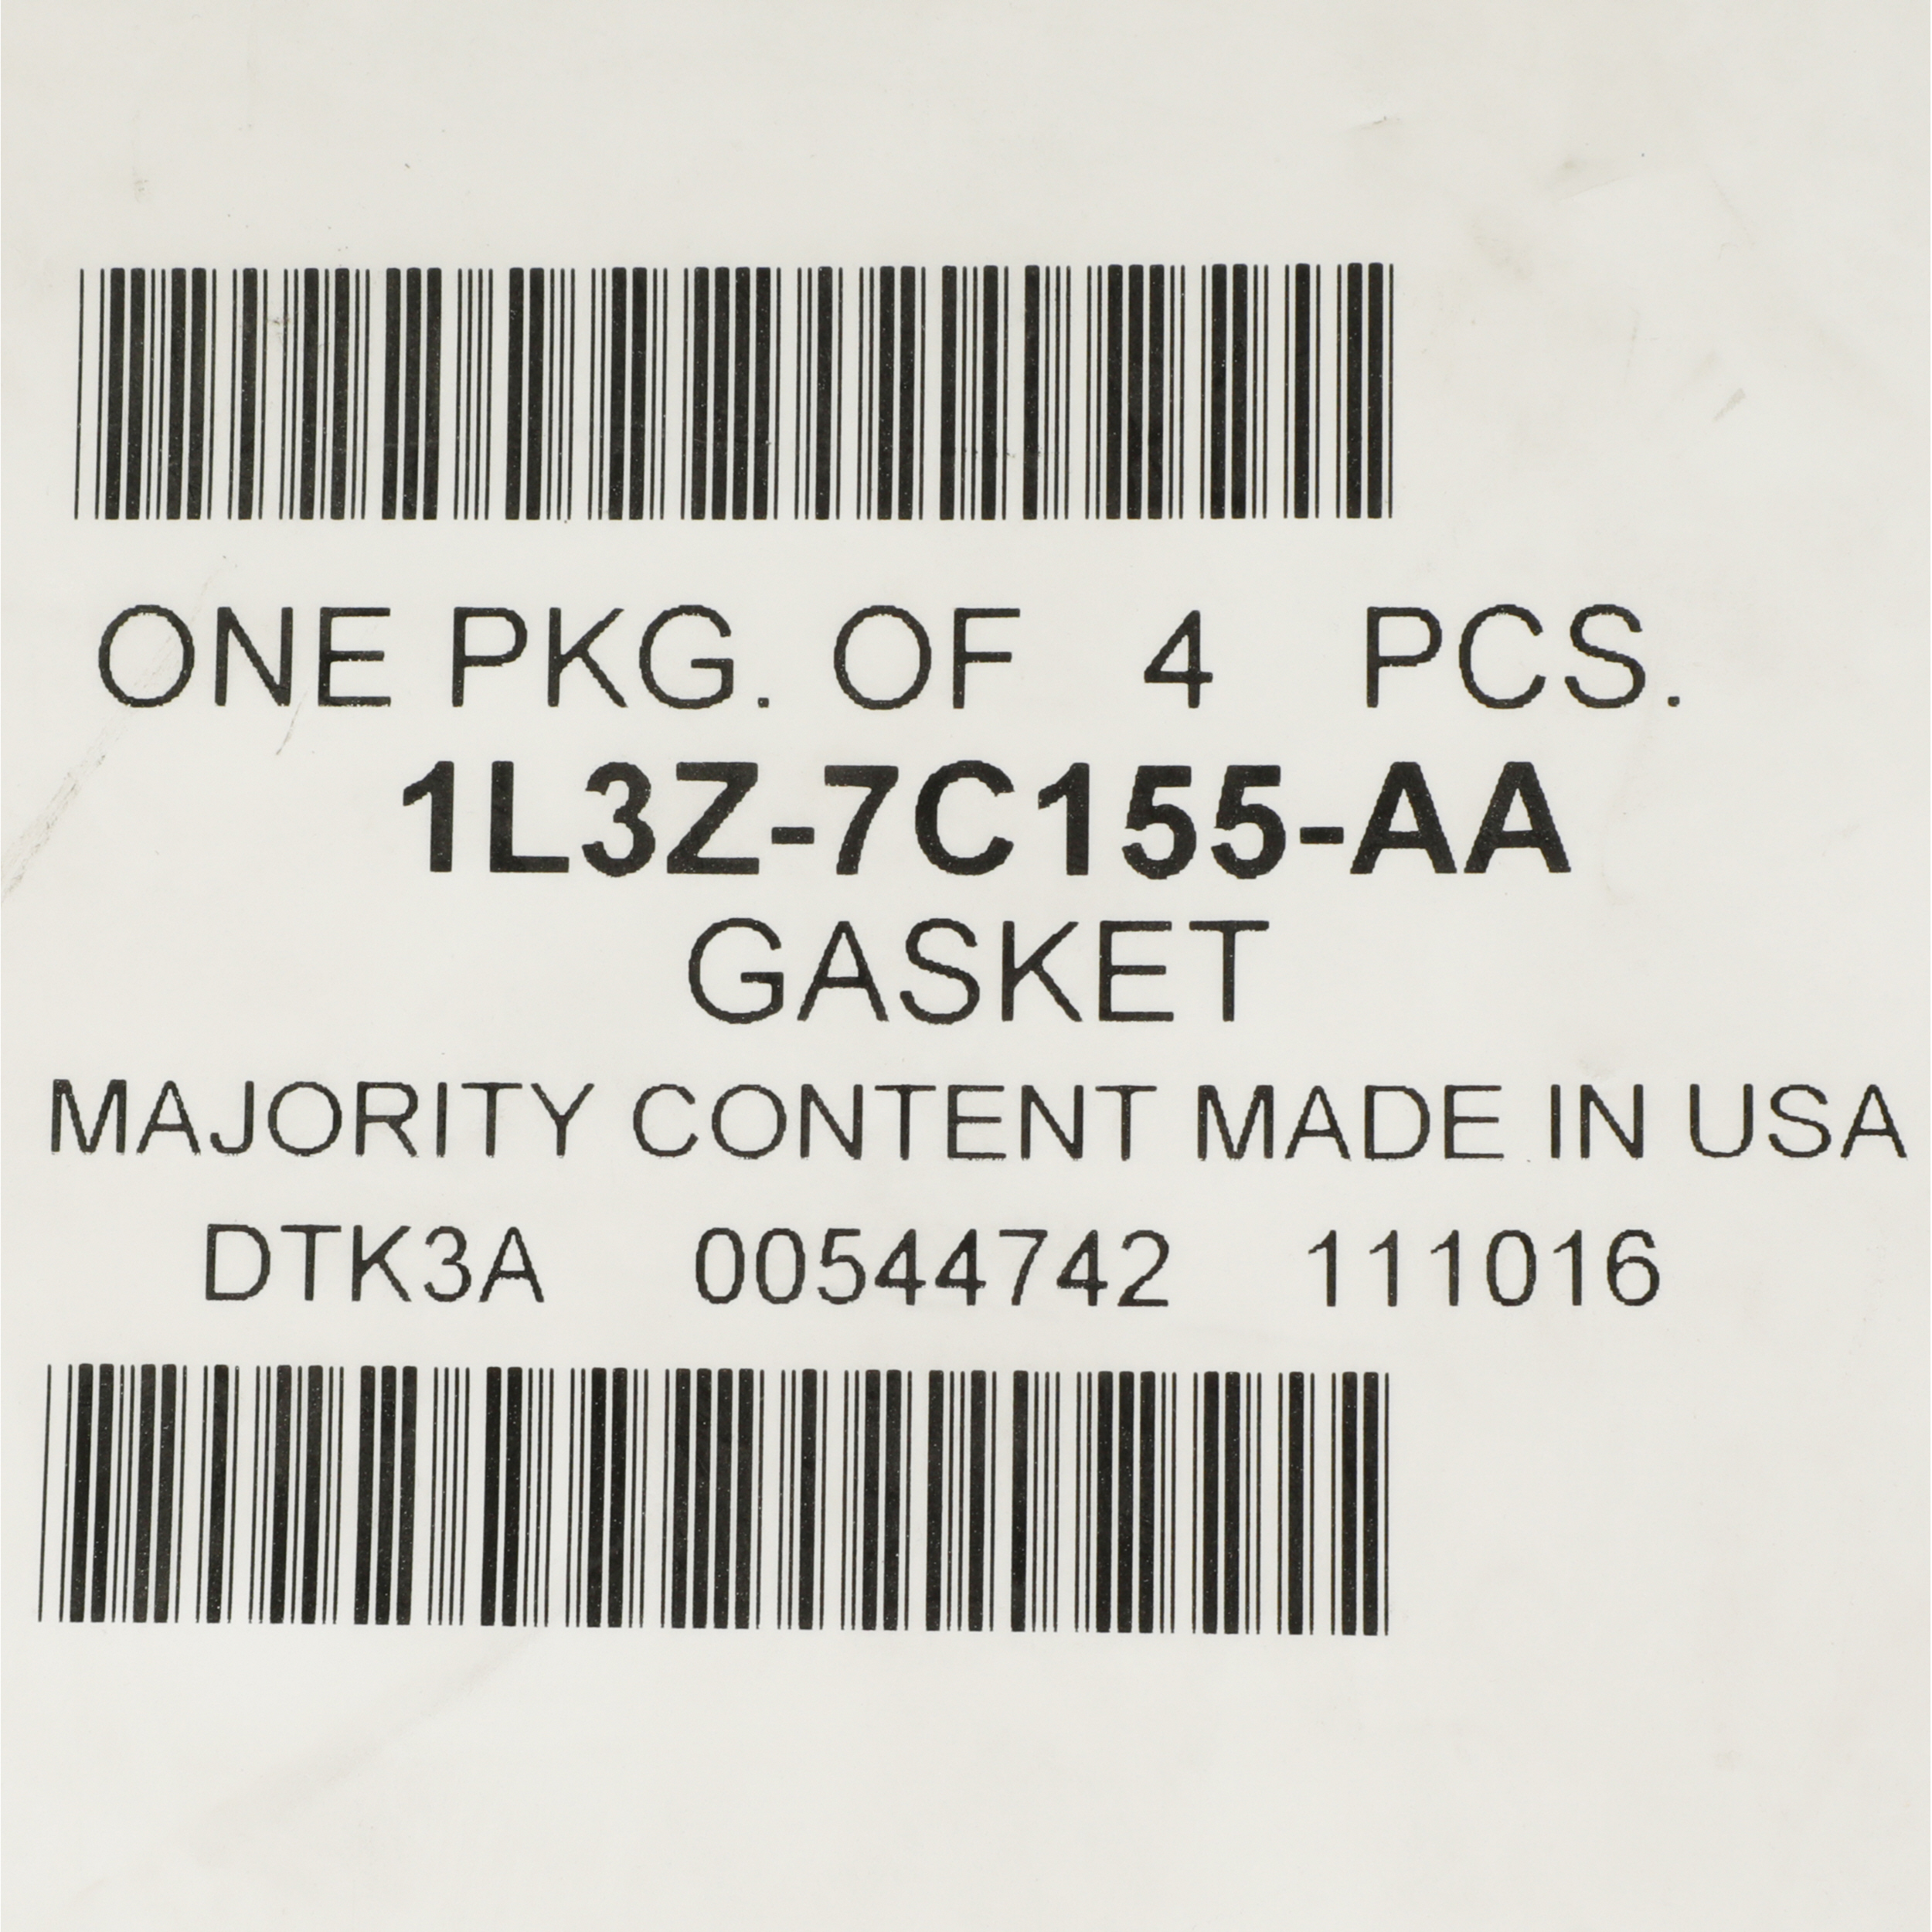 ONE PKG. OF 4 PCS.
1L3Z-7C155-AA
GASKET
MAJORITY CONTENT MADE IN USA
DTK3A 00544742 111016